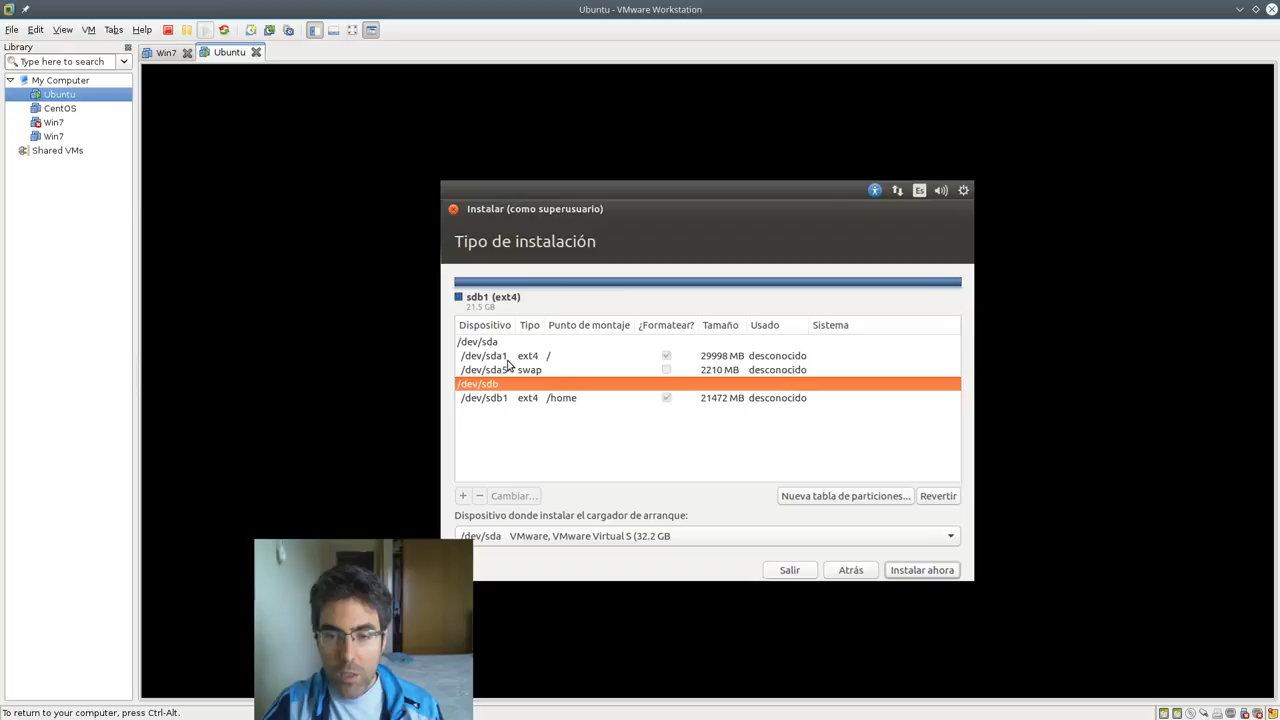 Ubuntu - VMware Workstation
File Edit View VM Tabs Help
Library
Type here to search
Win7
Ubuntu
My Computer
Ubuntu
CentOS
Win7
Win7
Shared VMs
Es
Instalar (como superusuario)
Tipo de instalación
sdb1 (ext4)
21.5 GB
Dispositivo Tipo Punto de montaje ¿Formatear? Tamaño Usado Sistema
/dev/sda
/dev/sda1 ext4 / 29998 MB desconocido
/dev/sda5 swap 2210 MB desconocido
/dev/sdb
/dev/sdb1 ext4 /home 21472 MB desconocido
+ − Cambiar... Nueva tabla de particiones... Revertir
Dispositivo donde instalar el cargador de arranque:
/dev/sda VMware, VMware Virtual S (32.2 GB
Salir Atrás Instalar ahora
To return to your computer, press Ctrl-Alt.